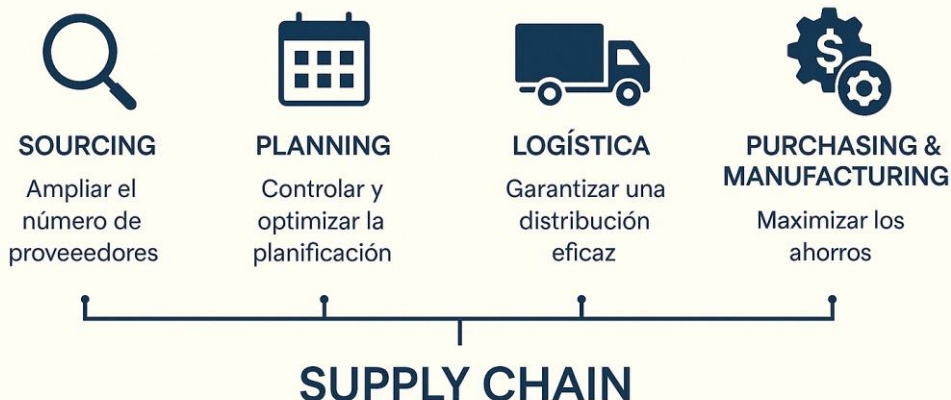 SOURCING
Ampliar el
número de
proveeedores
PLANNING
Controlar y
optimizar la
planificación
LOGÍSTICA
Garantizar una
distribución
eficaz
$
PURCHASING &
MANUFACTURING
Maximizar los
ahorros
SUPPLY CHAIN